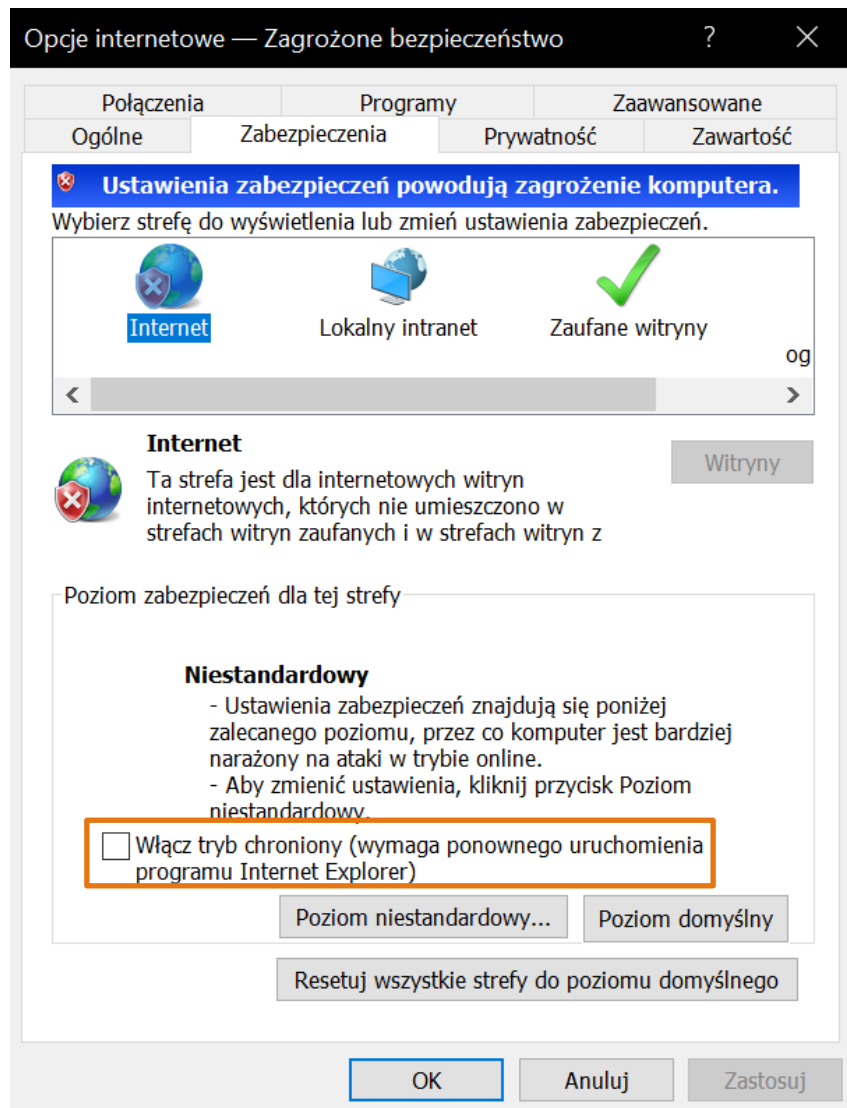 Opcje internetowe — Zagrożone bezpieczeństwo
Połączenia Programy Zaawansowane
Ogólne Zabezpieczenia Prywatność Zawartość
Ustawienia zabezpieczeń powodują zagrożenie komputera.
Wybierz strefę do wyświetlenia lub zmień ustawienia zabezpieczeń.
Internet Lokalny intranet Zaufane witryny
og
Internet
Witryny
Ta strefa jest dla internetowych witryn
internetowych, których nie umieszczono w
strefach witryn zaufanych i w strefach witryn z
Poziom zabezpieczeń dla tej strefy
Niestandardowy
- Ustawienia zabezpieczeń znajdują się poniżej
zalecanego poziomu, przez co komputer jest bardziej
narażony na ataki w trybie online.
- Aby zmienić ustawienia, kliknij przycisk Poziom
niestandardowy.
Włącz tryb chroniony (wymaga ponownego uruchomienia
programu Internet Explorer)
Poziom niestandardowy... Poziom domyślny
Resetuj wszystkie strefy do poziomu domyślnego
OK Anuluj Zastosuj